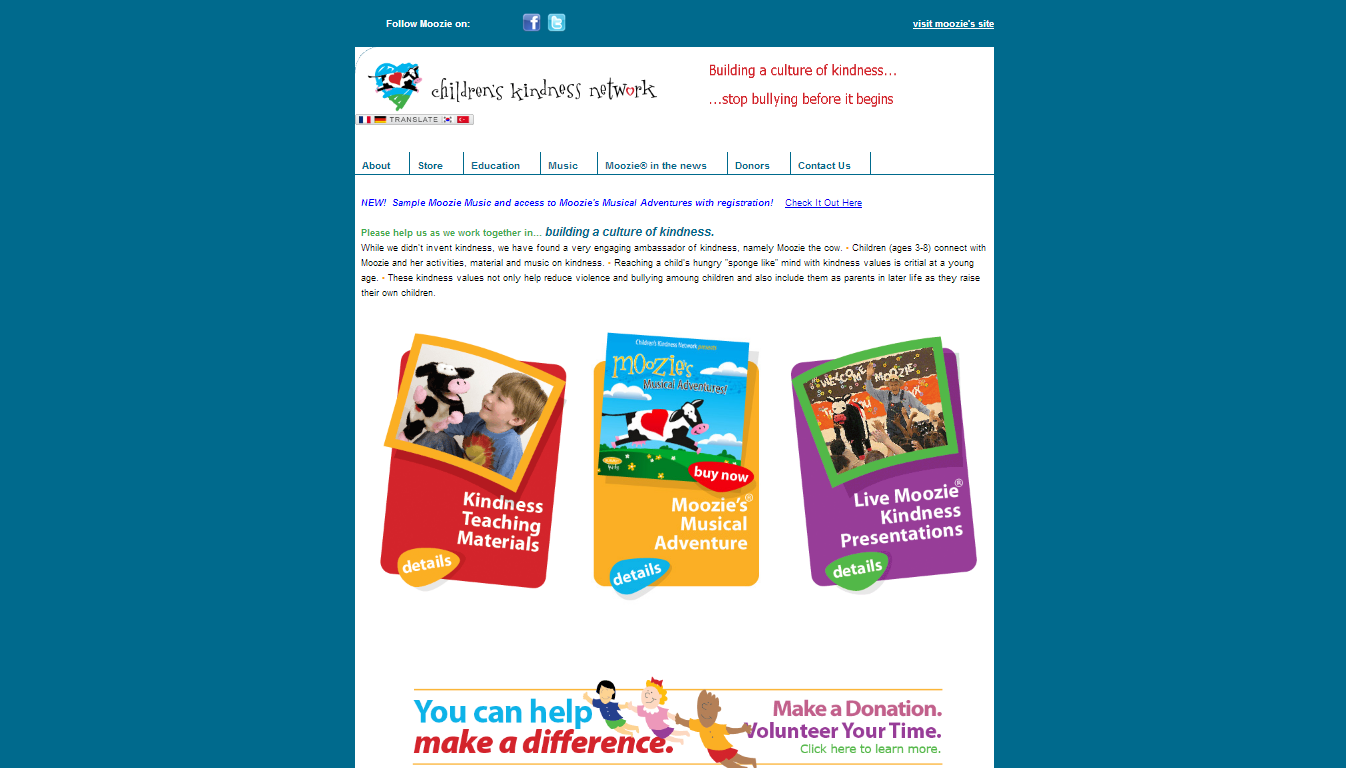 Follow Moozie on:
visit moozie's site
children's kindness network
Building a culture of kindness...
...stop bullying before it begins
TRANSLATE
About
Store
Education
Music
Moozie® in the news
Donors
Contact Us
NEW! Sample Moozie Music and access to Moozie's Musical Adventures with registration! Check It Out Here
Please help us as we work together in... building a culture of kindness.
While we didn't invent kindness, we have found a very engaging ambassador of kindness, namely Moozie the cow. • Children (ages 3-8) connect with
Moozie and her activities, material and music on kindness. • Reaching a child's hungry "sponge like" mind with kindness values is critial at a young
age. • These kindness values not only help reduce violence and bullying amoung children and also include them as parents in later life as they raise
their own children.
Kindness
Teaching
Materials
details
Children's Kindness Network presents
moozie's
Musical Adventures!
buy now
Moozie's®
Musical
Adventure
details
WELCOME MOOZIE
Live Moozie®
Kindness
Presentations
details
You can help
make a difference.
Make a Donation.
Volunteer Your Time.
Click here to learn more.